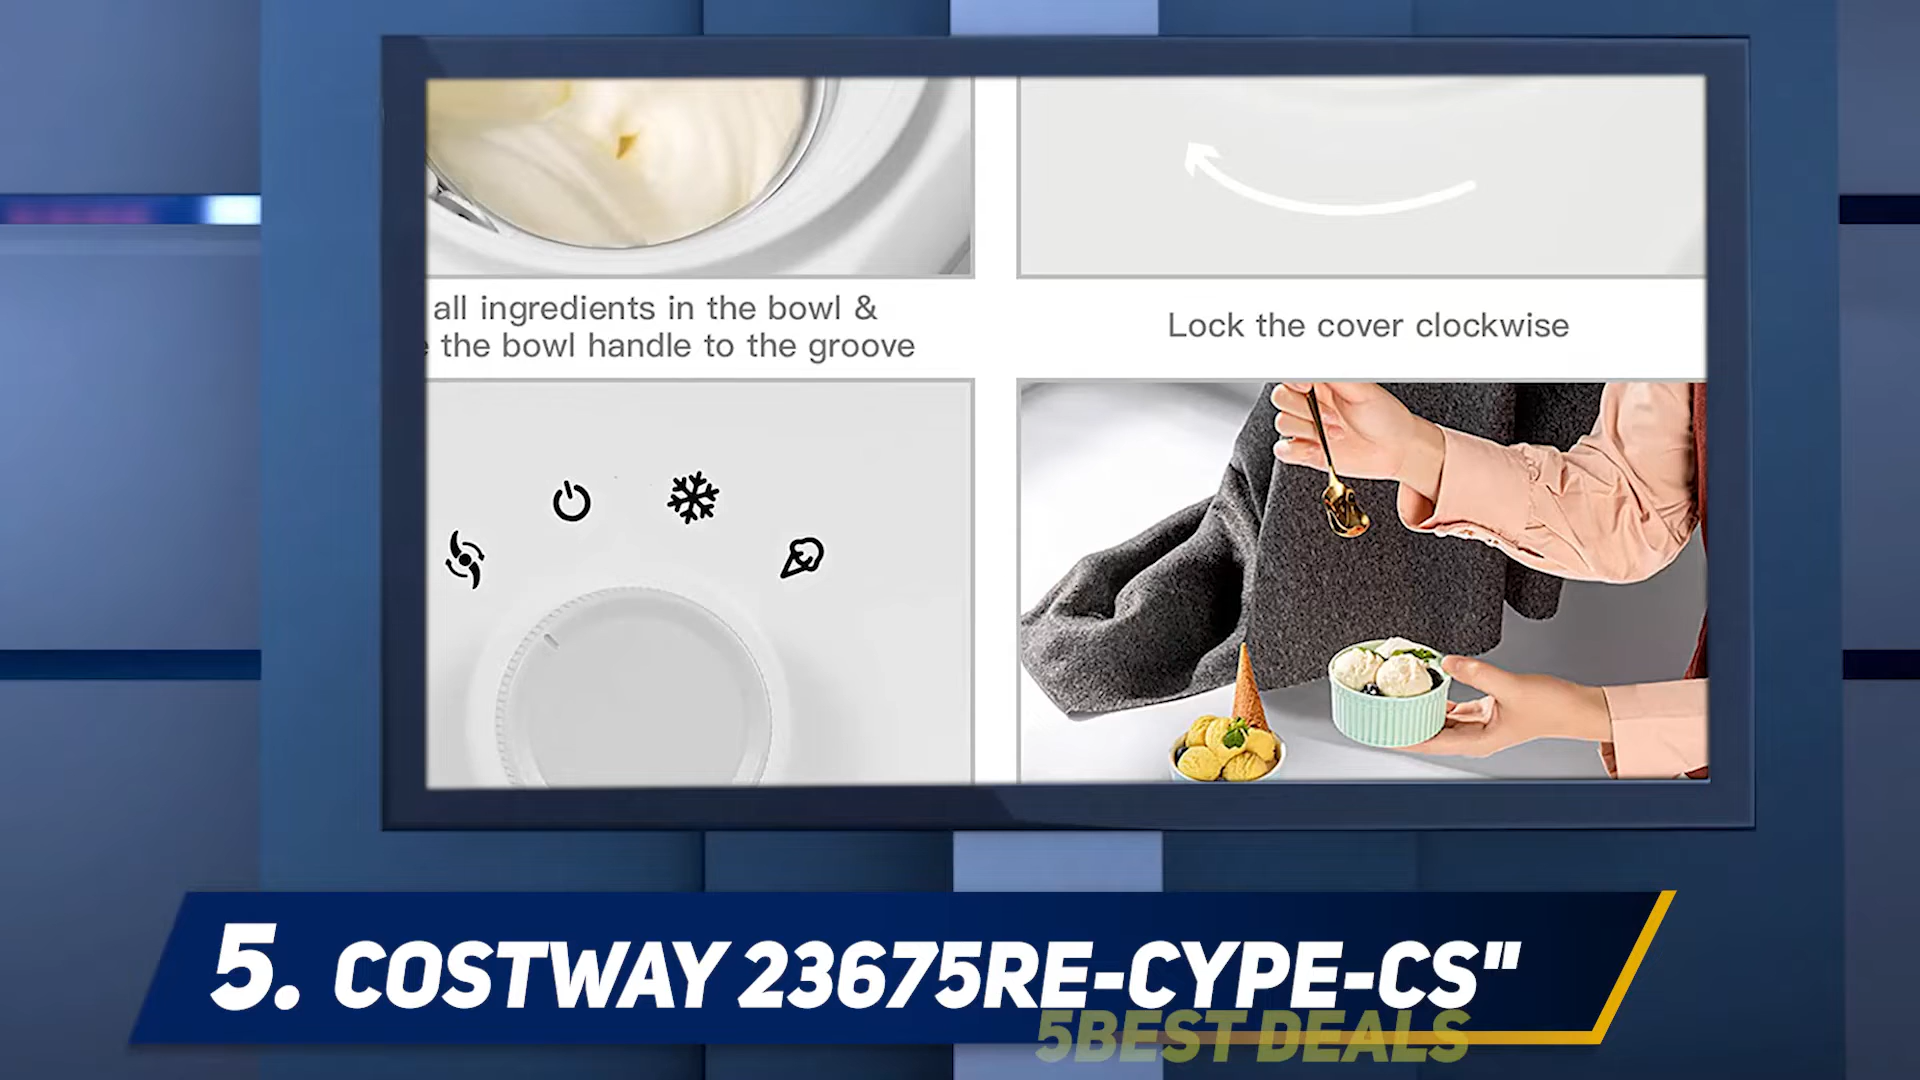 all ingredients in the bowl &
the bowl handle to the groove
Lock the cover clockwise
5. COSTWAY 23675RE-CYPE-CS"
5BEST DEALS